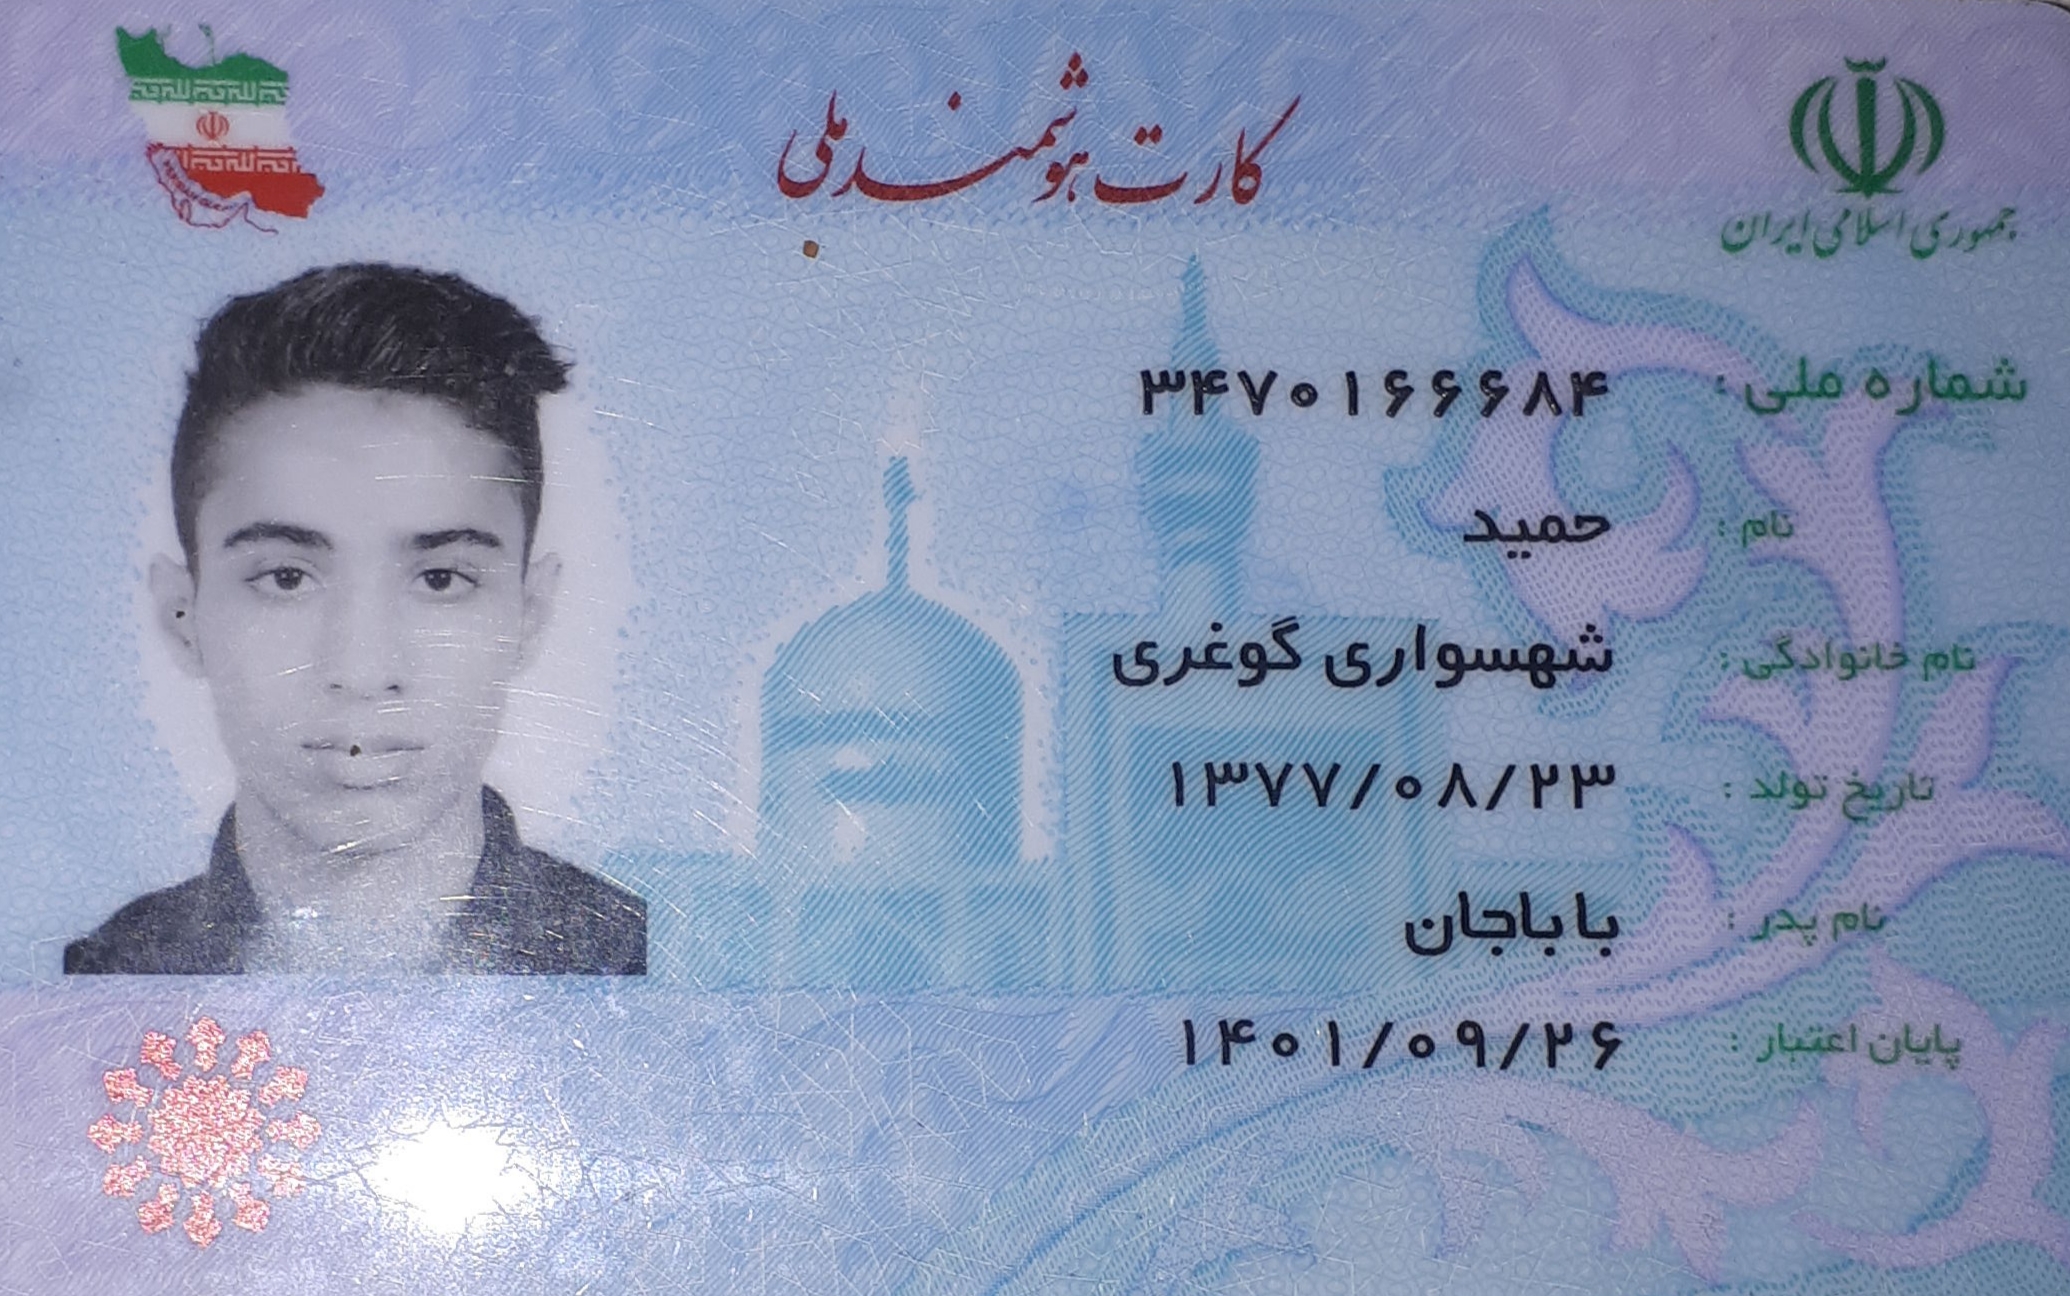 کارت هوشمند ملی
جمهوری اسلامی ایران
شماره ملی : ۳۴۷۰۱۶۶۶۸۴
نام : حمید
نام خانوادگی : شهسواری گوغری
تاریخ تولد : ۱۳۷۷/۰۸/۲۳
نام پدر : باباجان
پایان اعتبار : ۱۴۰۱/۰۹/۲۶